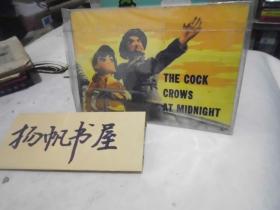 THE COCK
CROWS
AT MIDNIGHT
扬帆书屋